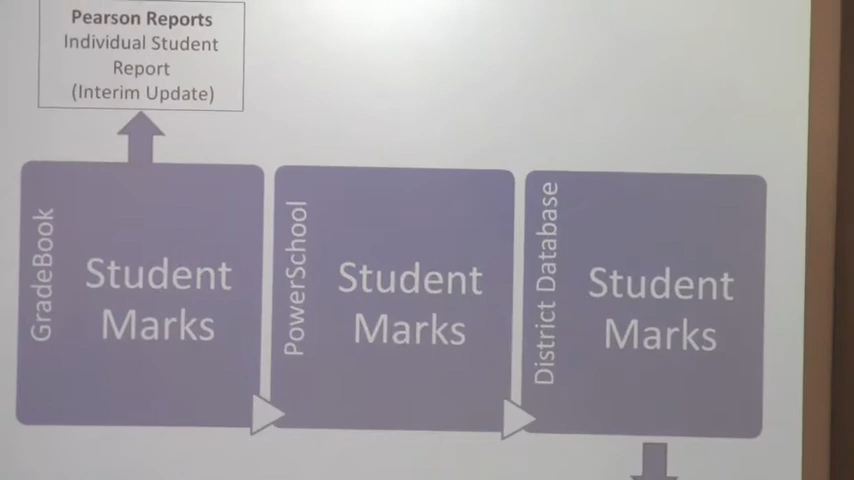 Pearson Reports
Individual Student
Report
(Interim Update)
GradeBook
Student
Marks
PowerSchool
Student
Marks
District Database
Student
Marks